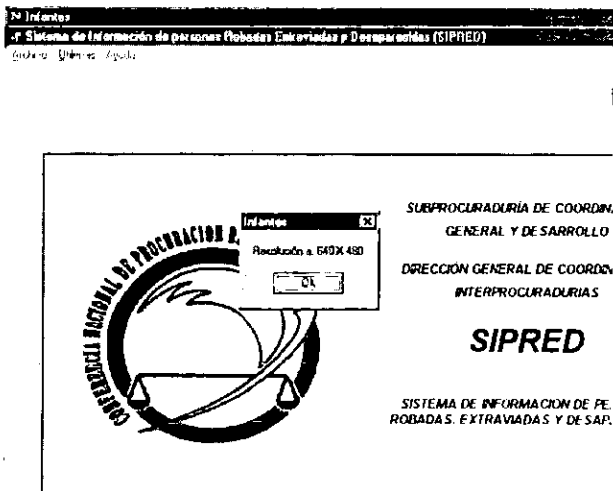 Infantes
Sistema de Información de personas Robadas Extraviadas y Desaparecidas (SIPRED)
Archivo Utilerias Ayuda
SUBPROCURADURÍA DE COORDIN
GENERAL Y DESARROLLO
Infantes
Resolución a 640X480
Ok
DIRECCIÓN GENERAL DE COORDIN
INTERPROCURADURIAS
CONFERENCIA NACIONAL DE PROCURACION
SIPRED
SISTEMA DE INFORMACION DE PE
ROBADAS, EXTRAVIADAS Y DESAP